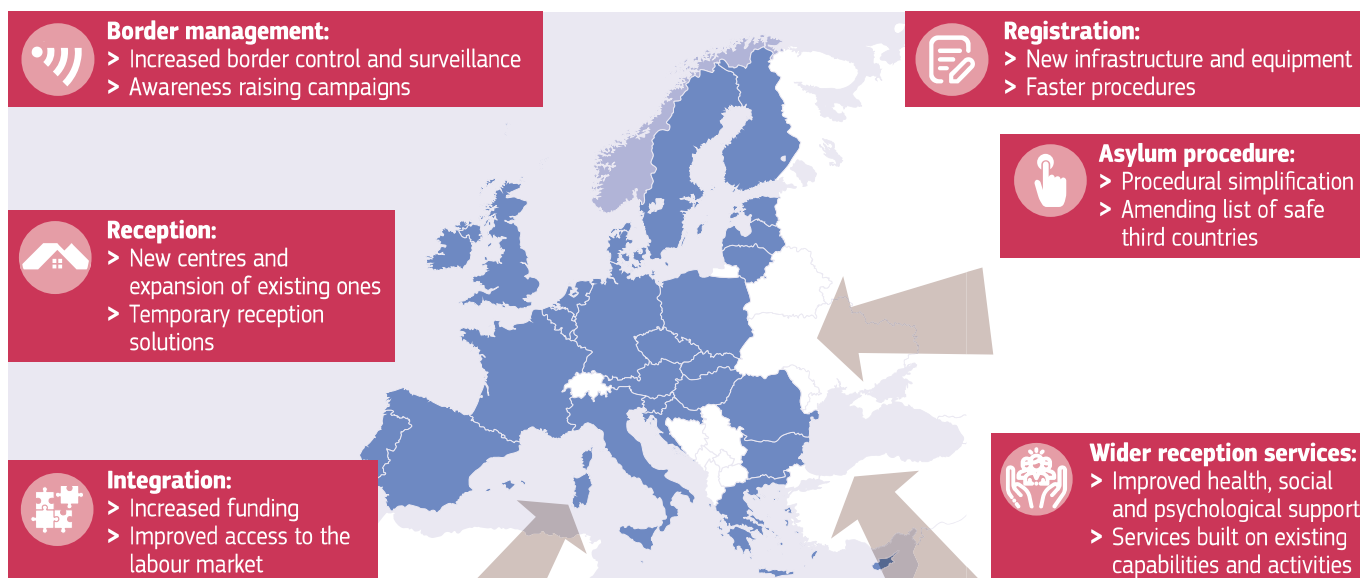 Border management:
> Increased border control and surveillance
> Awareness raising campaigns
Registration:
> New infrastructure and equipment
> Faster procedures
Asylum procedure:
> Procedural simplification
> Amending list of safe
third countries
Reception:
> New centres and
expansion of existing ones
> Temporary reception
solutions
Integration:
> Increased funding
> Improved access to the
labour market
Wider reception services:
> Improved health, social
and psychological support
> Services built on existing
capabilities and activities